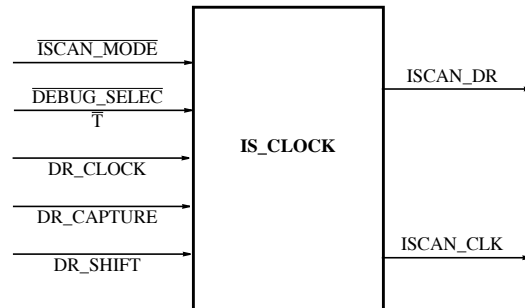 ISCAN_MODE
DEBUG_SELEC
T
DR_CLOCK
DR_CAPTURE
DR_SHIFT
IS_CLOCK
ISCAN_DR
ISCAN_CLK